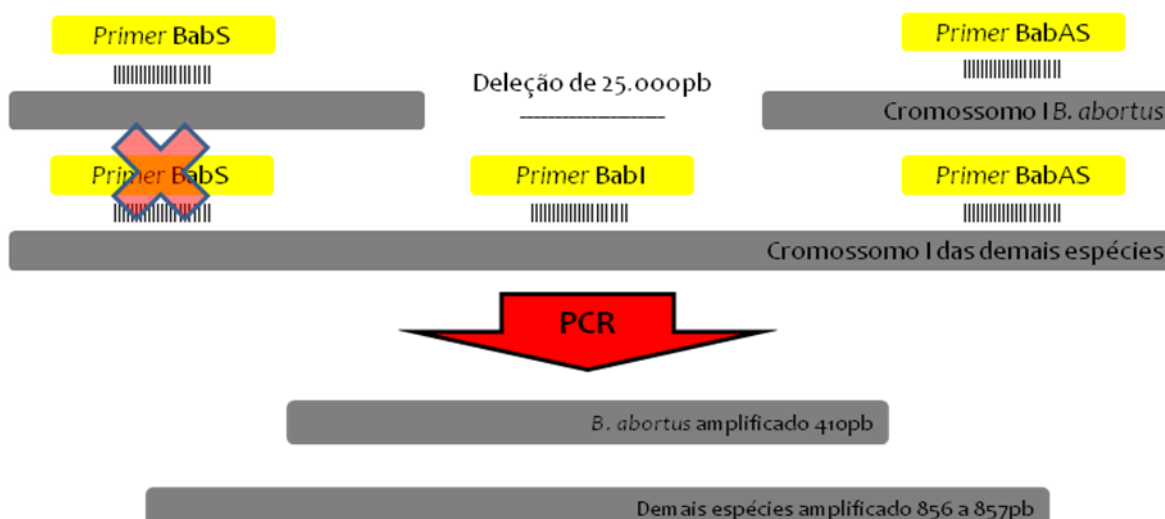 Primer BabS
Primer BabAS
Deleção de 25.000pb
Cromossomo I B. abortus
Primer BabS
Primer BabI
Primer BabAS
Cromossomo I das demais espécies
PCR
B. abortus amplificado 410pb
Demais espécies amplificado 856 a 857pb